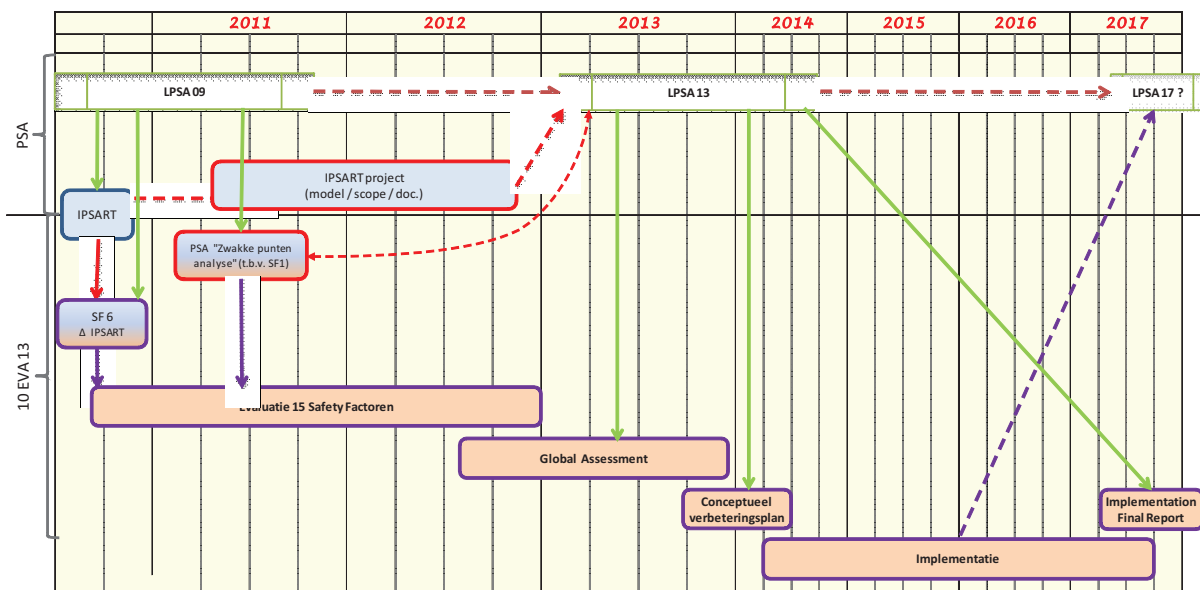 2011 2012 2013 2014 2015 2016 2017
PSA
LPSA 09
LPSA 13
LPSA 17 ?
IPSART project
(model / scope / doc.)
IPSART
PSA "Zwakke punten
analyse" (t.b.v. SF1)
10 EVA 13
SF 6
Δ IPSART
Evaluatie 15 Safety Factoren
Global Assessment
Conceptueel
verbeteringsplan
Implementation
Final Report
Implementatie